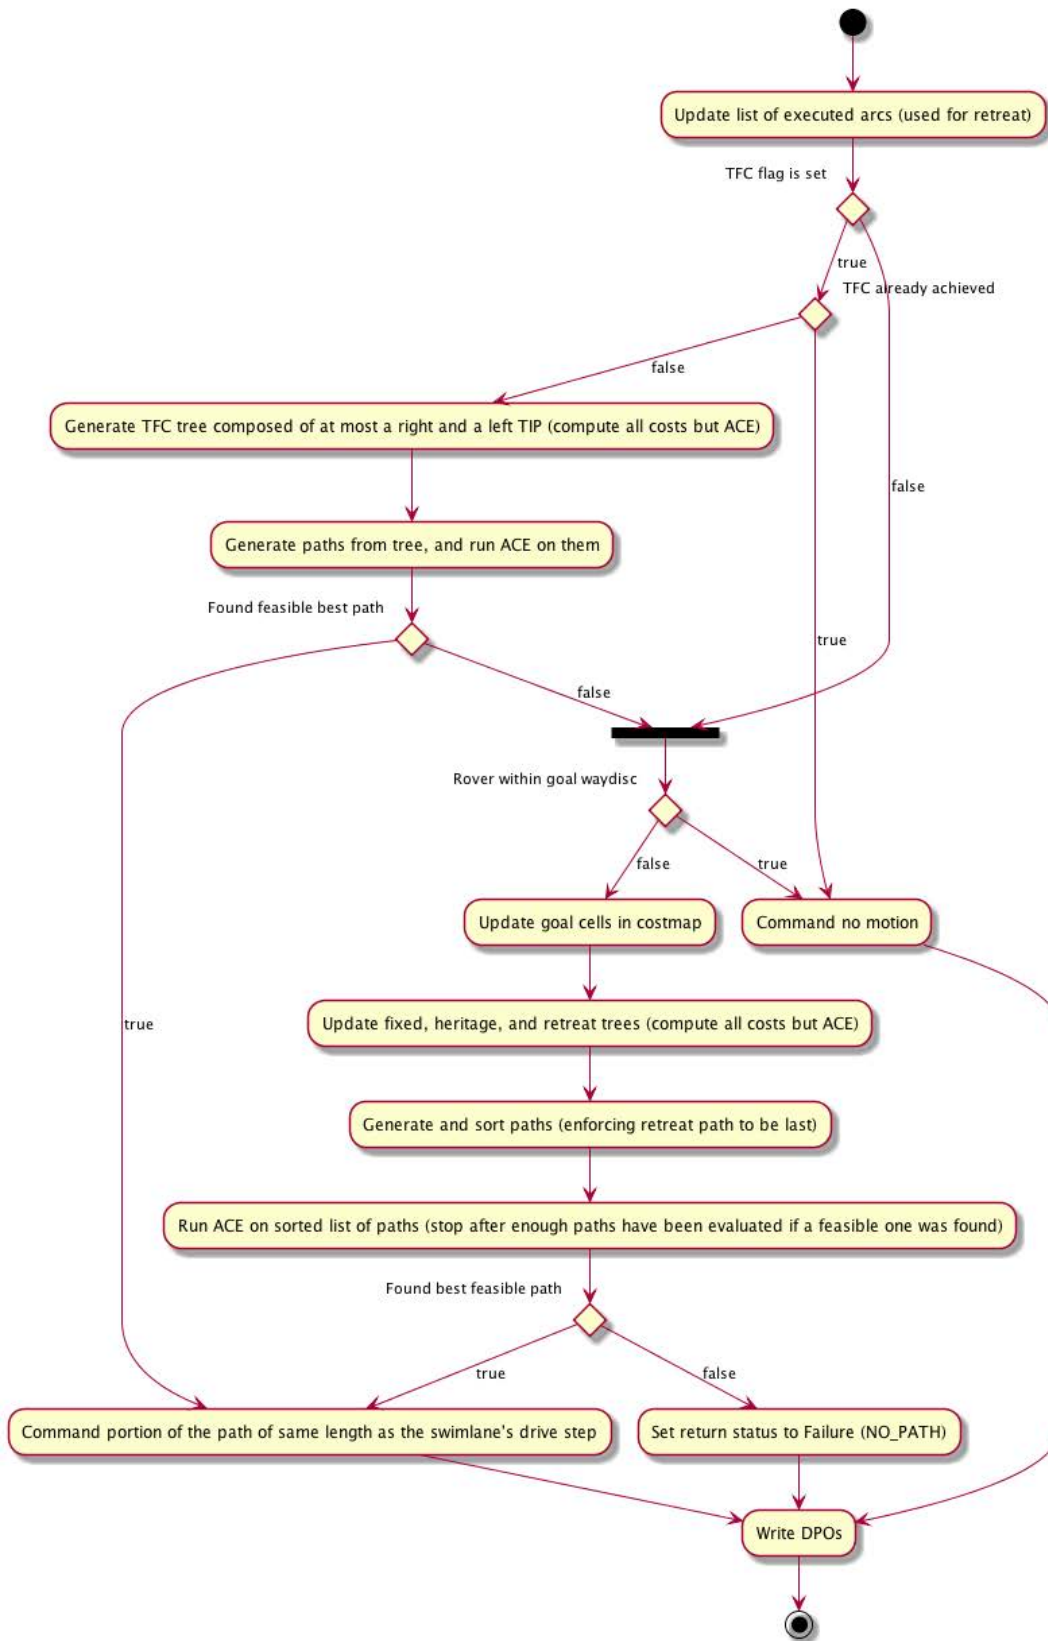 Update list of executed arcs (used for retreat)
TFC flag is set
true
TFC already achieved
false
Generate TFC tree composed of at most a right and a left TIP (compute all costs but ACE)
false
Generate paths from tree, and run ACE on them
Found feasible best path
true
false
Rover within goal waydisc
false
true
Update goal cells in costmap
Command no motion
Update fixed, heritage, and retreat trees (compute all costs but ACE)
true
Generate and sort paths (enforcing retreat path to be last)
Run ACE on sorted list of paths (stop after enough paths have been evaluated if a feasible one was found)
Found best feasible path
true
false
Command portion of the path of same length as the swimlane's drive step
Set return status to Failure (NO_PATH)
Write DPOs